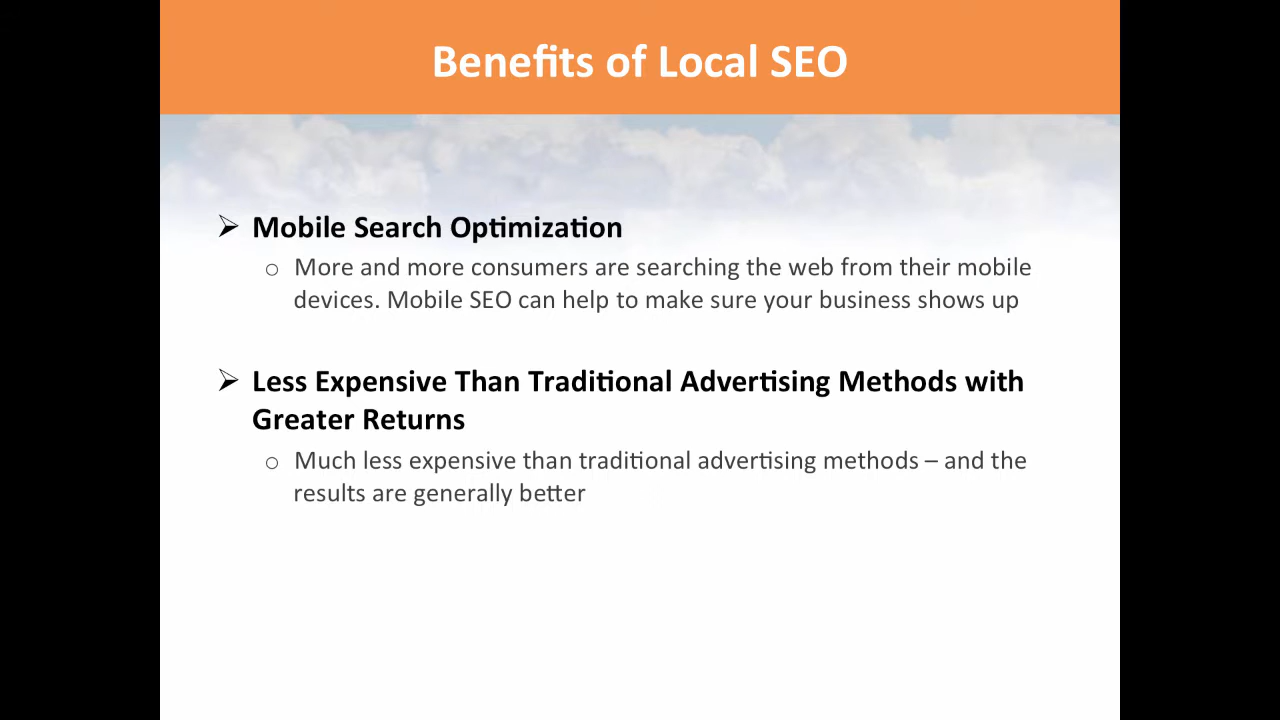 Benefits of Local SEO
➢ Mobile Search Optimization
○ More and more consumers are searching the web from their mobile
devices. Mobile SEO can help to make sure your business shows up
➢ Less Expensive Than Traditional Advertising Methods with
Greater Returns
○ Much less expensive than traditional advertising methods – and the
results are generally better